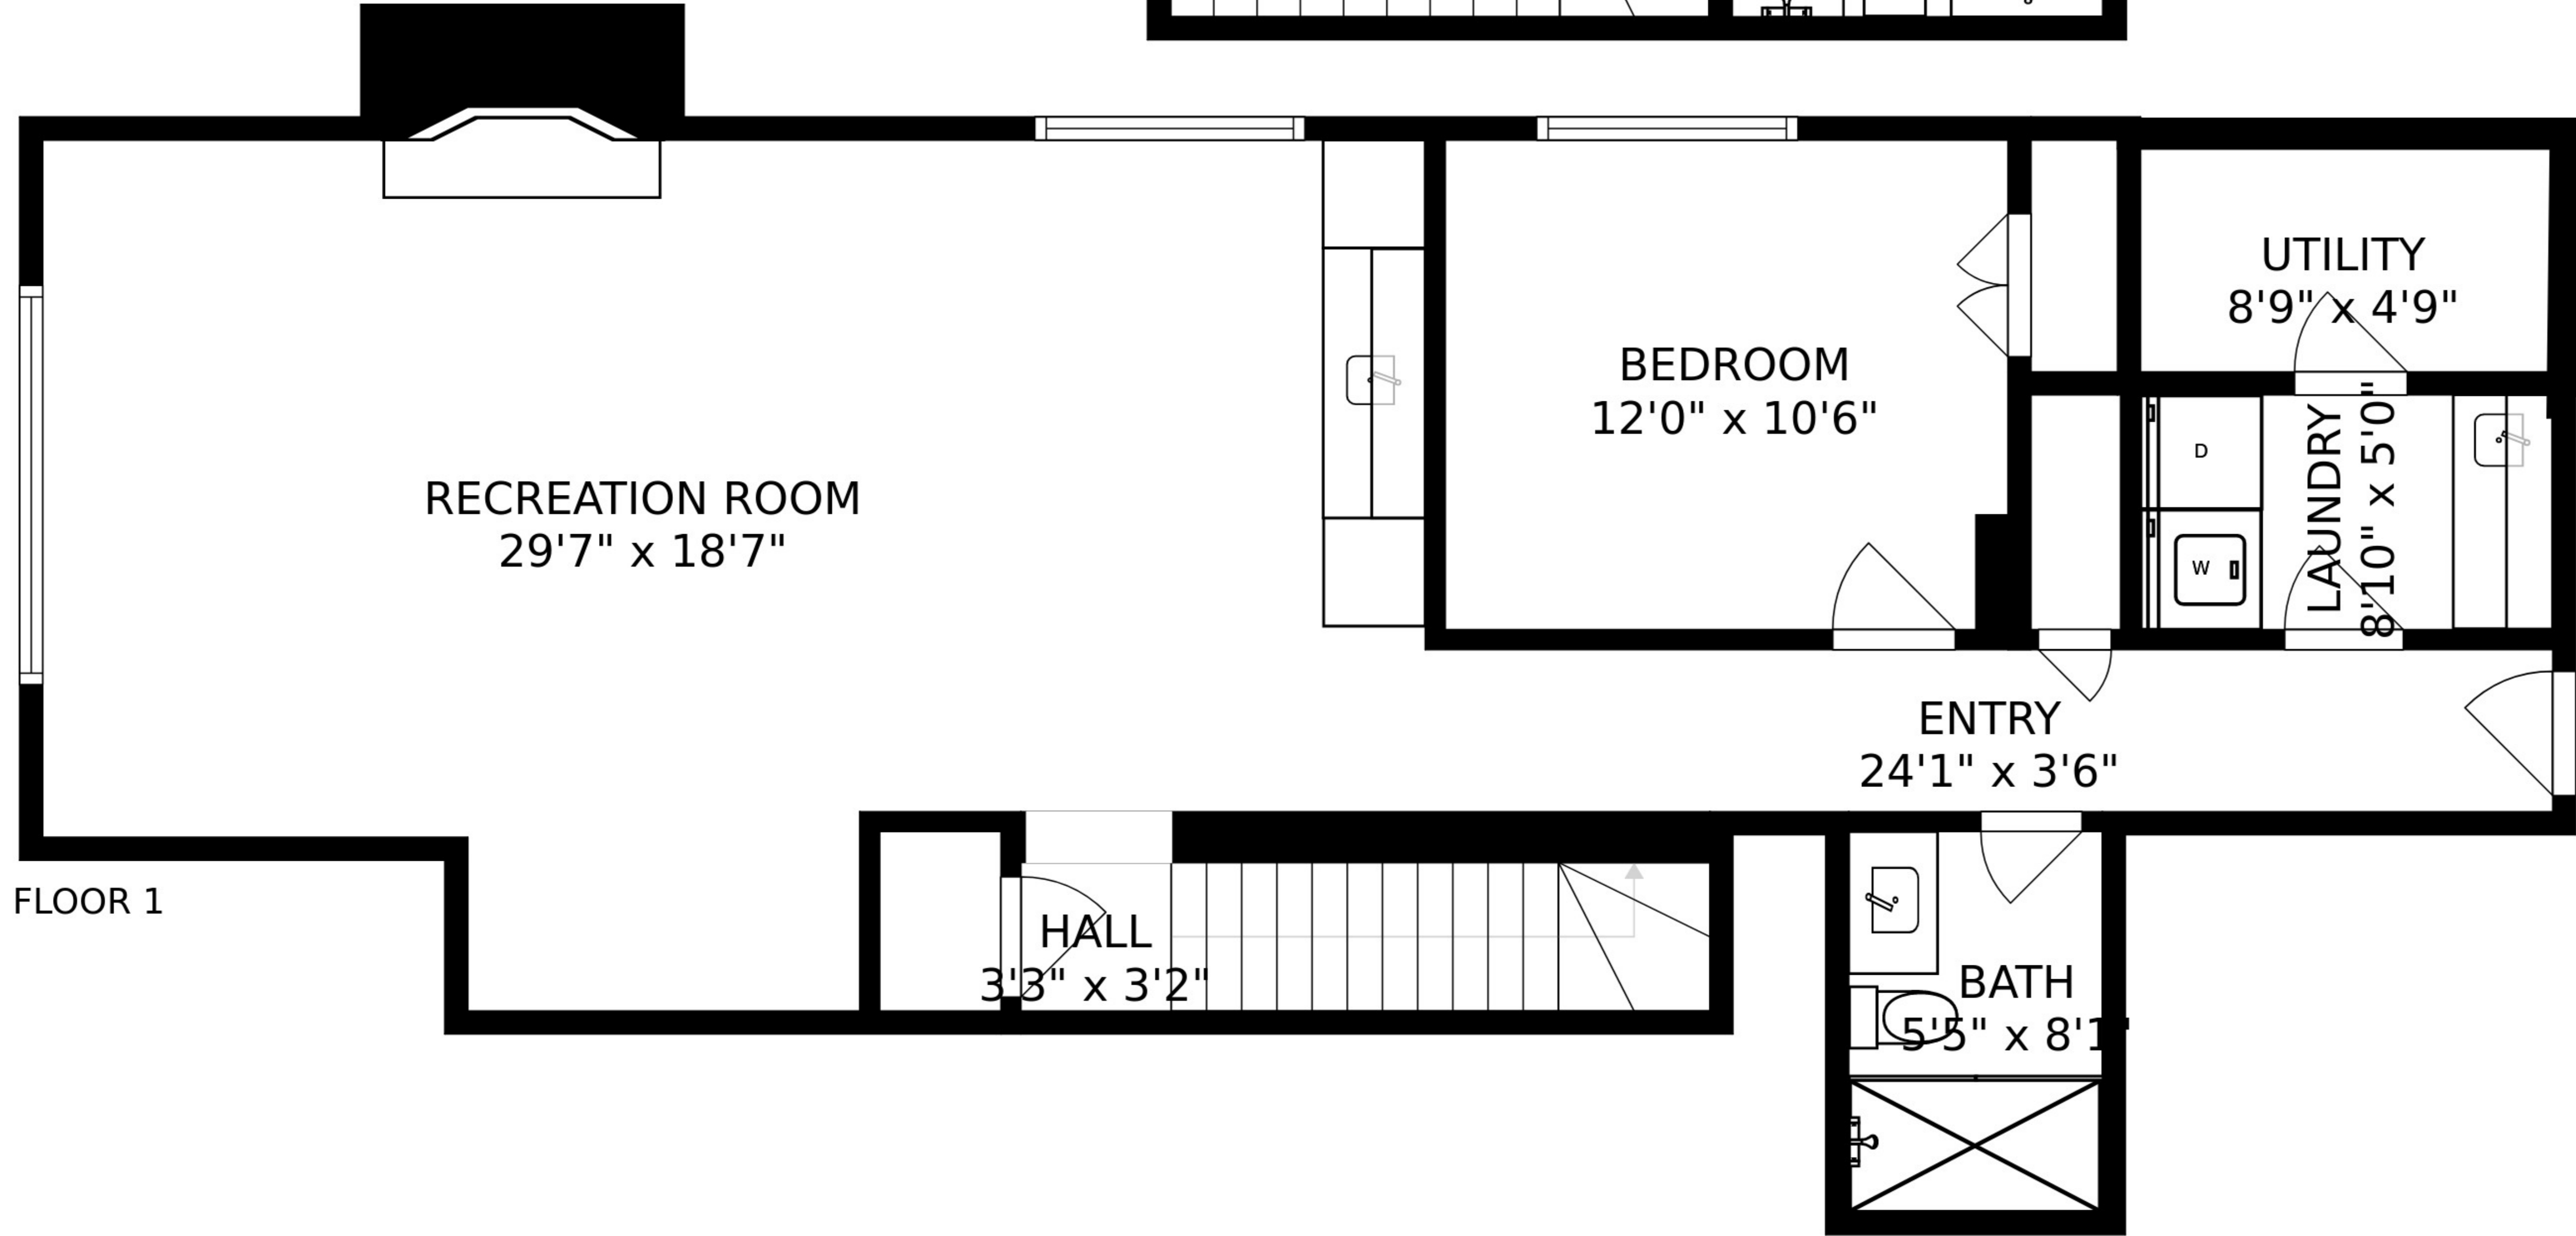 UTILITY
8'9" x 4'9"
BEDROOM
12'0" x 10'6"
LAUNDRY
8'10" x 5'0"
D
W
RECREATION ROOM
29'7" x 18'7"
ENTRY
24'1" x 3'6"
FLOOR 1
HALL
3'3" x 3'2"
BATH
5'5" x 8'1"